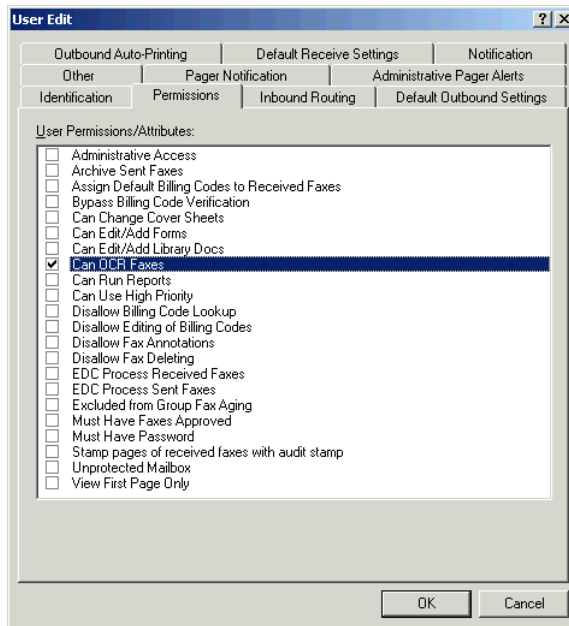 User Edit
Outbound Auto-Printing Default Receive Settings Notification
Other Pager Notification Administrative Pager Alerts
Identification Permissions Inbound Routing Default Outbound Settings
User Permissions/Attributes:
Administrative Access
Archive Sent Faxes
Assign Default Billing Codes to Received Faxes
Bypass Billing Code Verification
Can Change Cover Sheets
Can Edit/Add Forms
Can Edit/Add Library Docs
Can OCR Faxes
Can Run Reports
Can Use High Priority
Disallow Billing Code Lookup
Disallow Editing of Billing Codes
Disallow Fax Annotations
Disallow Fax Deleting
EDC Process Received Faxes
EDC Process Sent Faxes
Excluded from Group Fax Aging
Must Have Faxes Approved
Must Have Password
Stamp pages of received faxes with audit stamp
Unprotected Mailbox
View First Page Only
OK Cancel